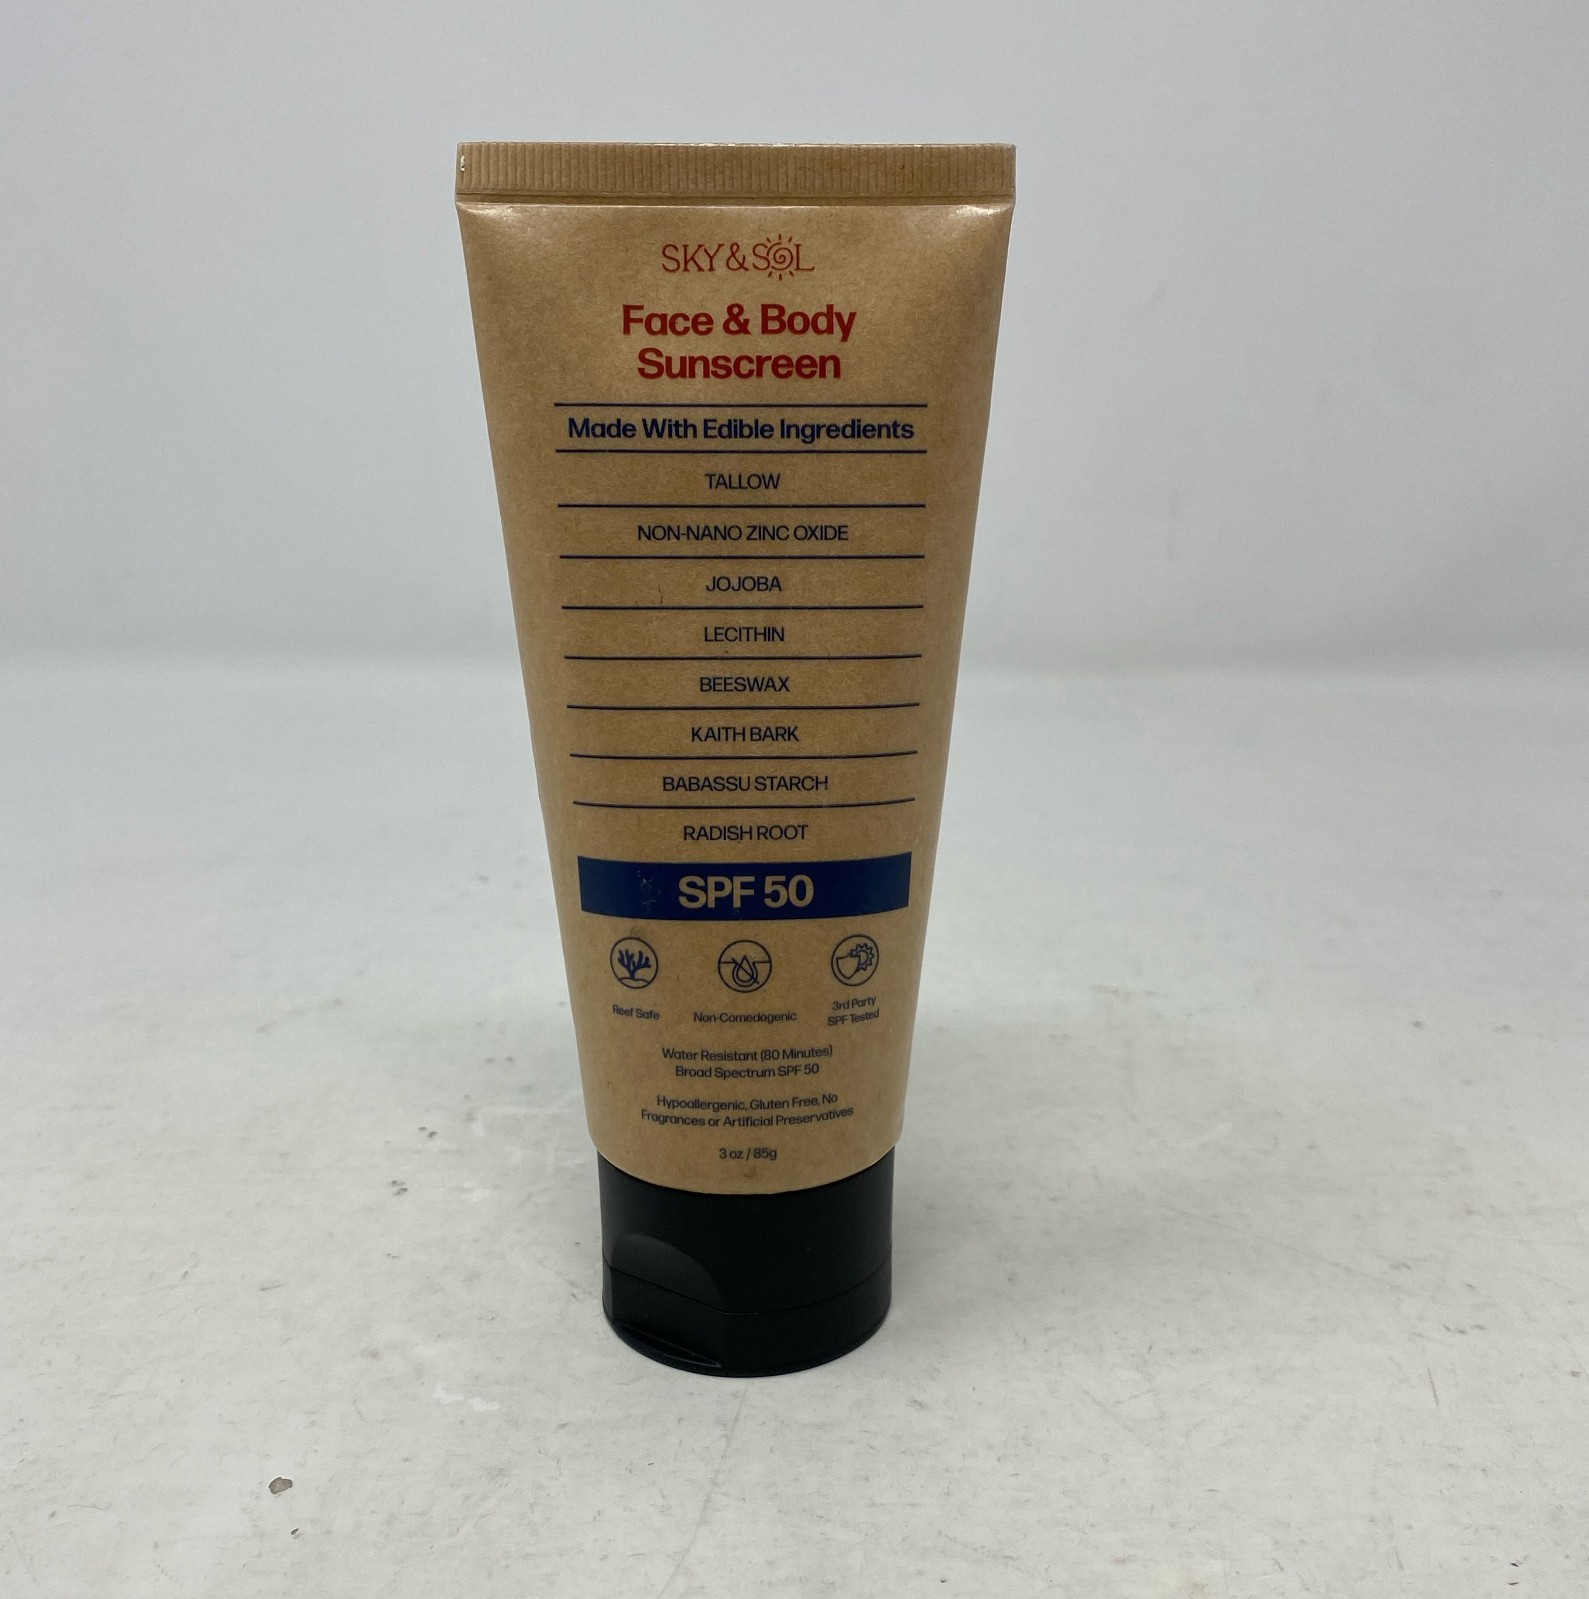 SKY & SOL
Face & Body
Sunscreen
Made With Edible Ingredients
TALLOW
NON-NANO ZINC OXIDE
JOJOBA
LECITHIN
BEESWAX
KAITH BARK
BABASSU STARCH
RADISH ROOT
SPF 50
Reef Safe
Non-Comedogenic
3rd Party
SPF Tested
Water Resistant (80 Minutes)
Broad Spectrum SPF 50
Hypoallergenic, Gluten Free, No
Fragrances or Artificial Preservatives
3 oz / 85g